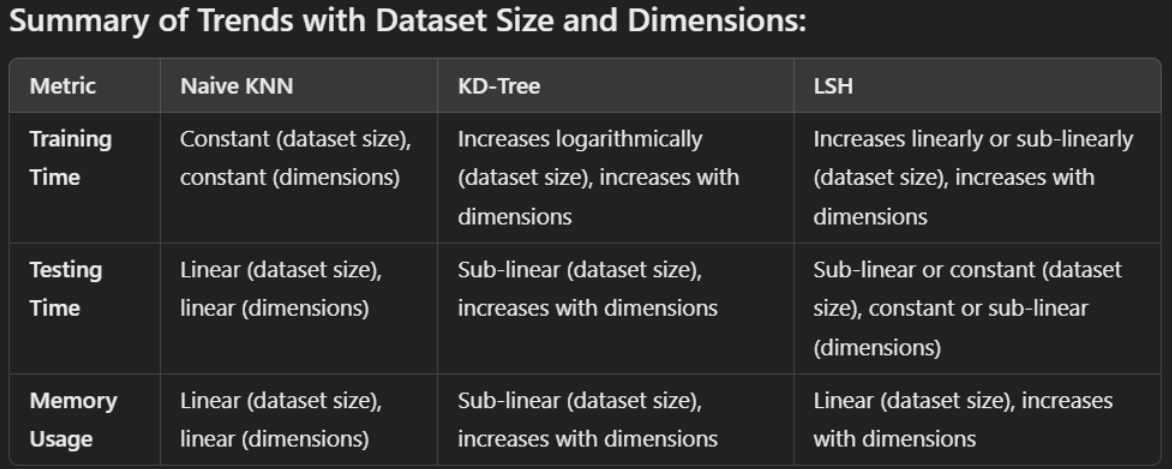 Summary of Trends with Dataset Size and Dimensions:
Metric Naive KNN KD-Tree LSH
Training Time
Constant (dataset size),
constant (dimensions)
Increases logarithmically
(dataset size), increases with
dimensions
Increases linearly or sub-linearly
(dataset size), increases with
dimensions
Testing Time
Linear (dataset size),
linear (dimensions)
Sub-linear (dataset size),
increases with dimensions
Sub-linear or constant (dataset
size), constant or sub-linear
(dimensions)
Memory Usage
Linear (dataset size),
linear (dimensions)
Sub-linear (dataset size),
increases with dimensions
Linear (dataset size), increases
with dimensions